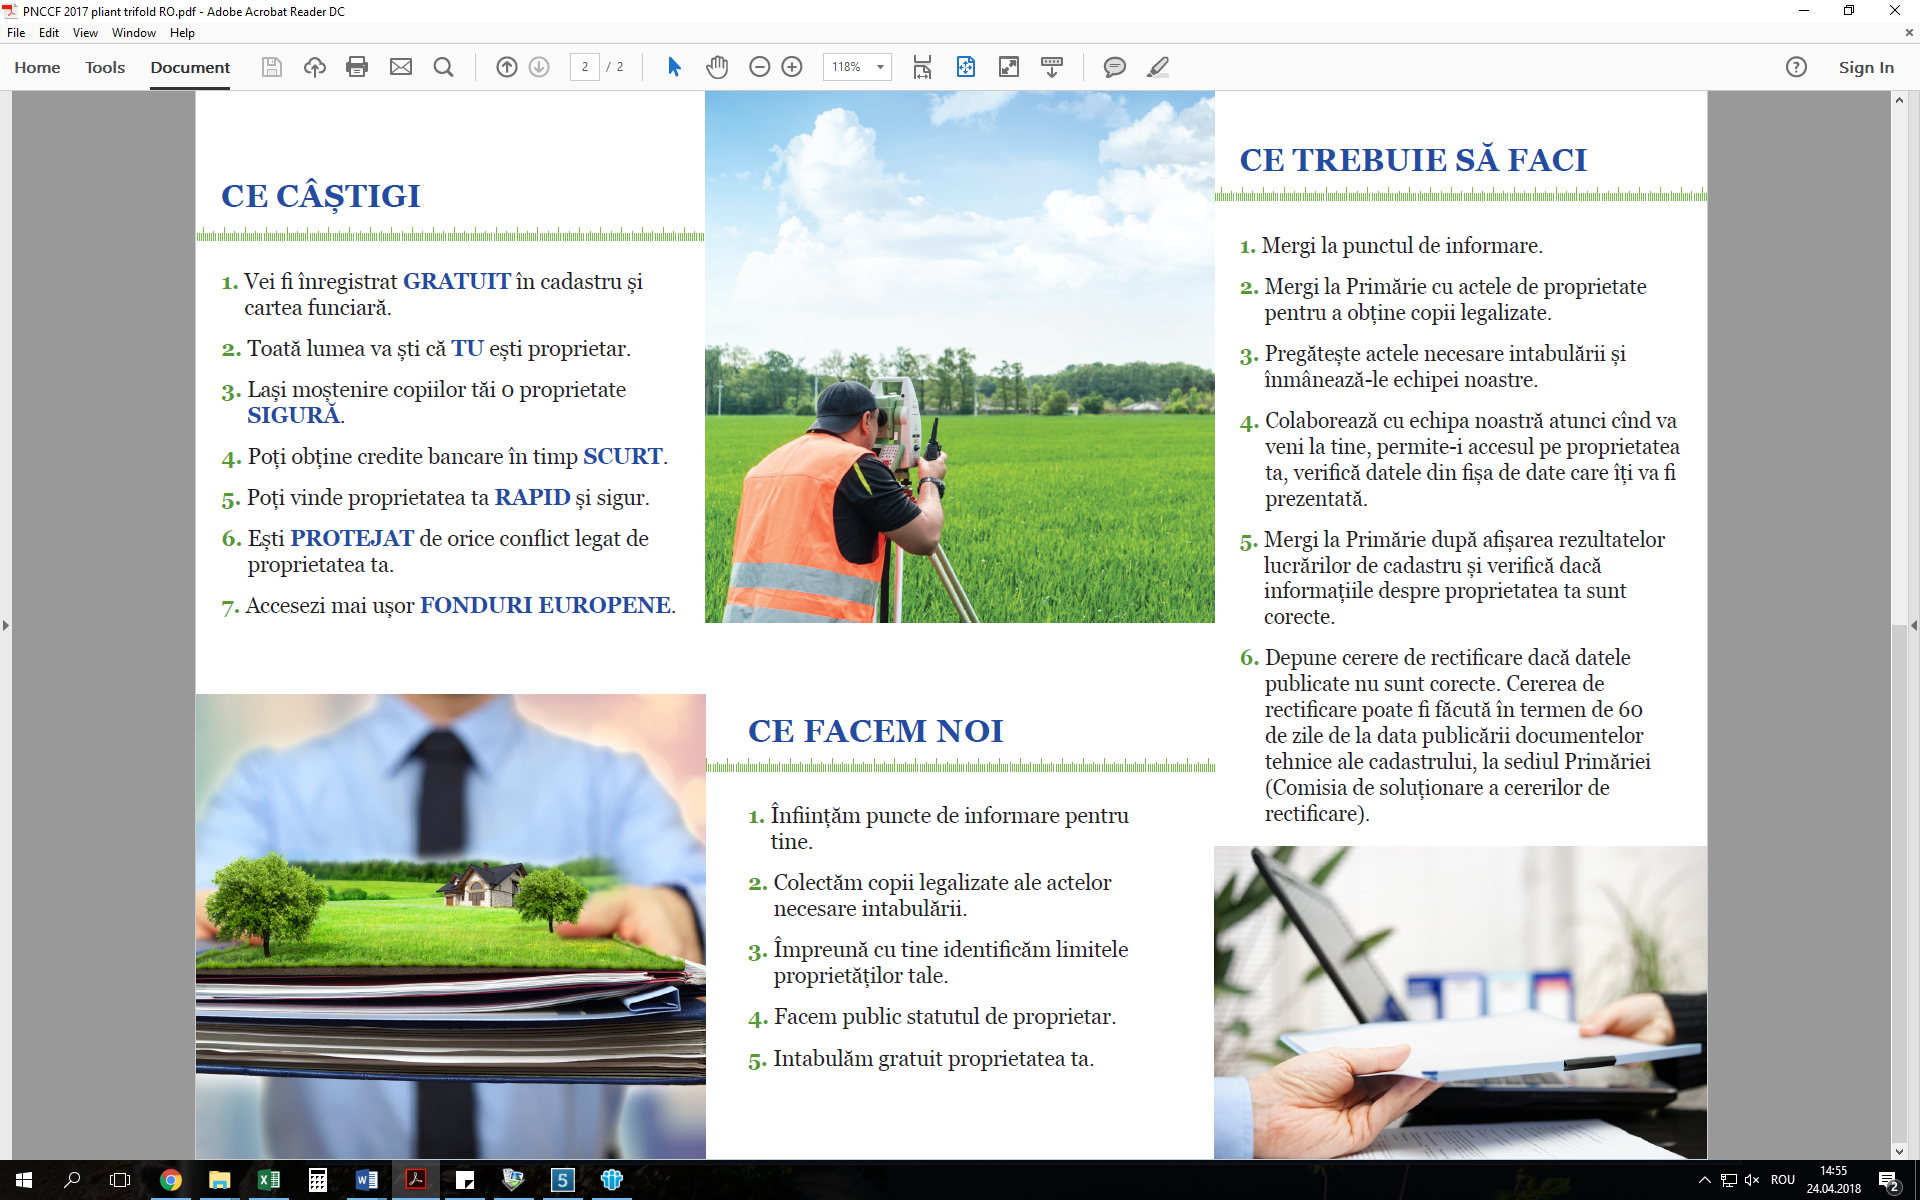 PNCCF 2017 pliant trifold RO.pdf - Adobe Acrobat Reader DC
File Edit View Window Help
Home Tools Document 2 / 2 118% Sign In
CE CÂȘTIGI
1. Vei fi înregistrat GRATUIT în cadastru și
cartea funciară.
2. Toată lumea va ști că TU ești proprietar.
3. Lași moștenire copiilor tăi o proprietate
SIGURĂ.
4. Poți obține credite bancare în timp SCURT.
5. Poți vinde proprietatea ta RAPID și sigur.
6. Ești PROTEJAT de orice conflict legat de
proprietatea ta.
7. Accesezi mai ușor FONDURI EUROPENE.
CE FACEM NOI
1. Înființăm puncte de informare pentru
tine.
2. Colectăm copii legalizate ale actelor
necesare intabulării.
3. Împreună cu tine identificăm limitele
proprietăților tale.
4. Facem public statutul de proprietar.
5. Intabulăm gratuit proprietatea ta.
CE TREBUIE SĂ FACI
1. Mergi la punctul de informare.
2. Mergi la Primărie cu actele de proprietate
pentru a obține copii legalizate.
3. Pregătește actele necesare intabulării și
înmânează-le echipei noastre.
4. Colaborează cu echipa noastră atunci cînd va
veni la tine, permite-i accesul pe proprietatea
ta, verifică datele din fișa de date care îți va fi
prezentată.
5. Mergi la Primărie după afișarea rezultatelor
lucrărilor de cadastru și verifică dacă
informațiile despre proprietatea ta sunt
corecte.
6. Depune cerere de rectificare dacă datele
publicate nu sunt corecte. Cererea de
rectificare poate fi făcută în termen de 60
de zile de la data publicării documentelor
tehnice ale cadastrului, la sediul Primăriei
(Comisia de soluționare a cererilor de
rectificare).
5
ROU
14:55
24.04.2018
2